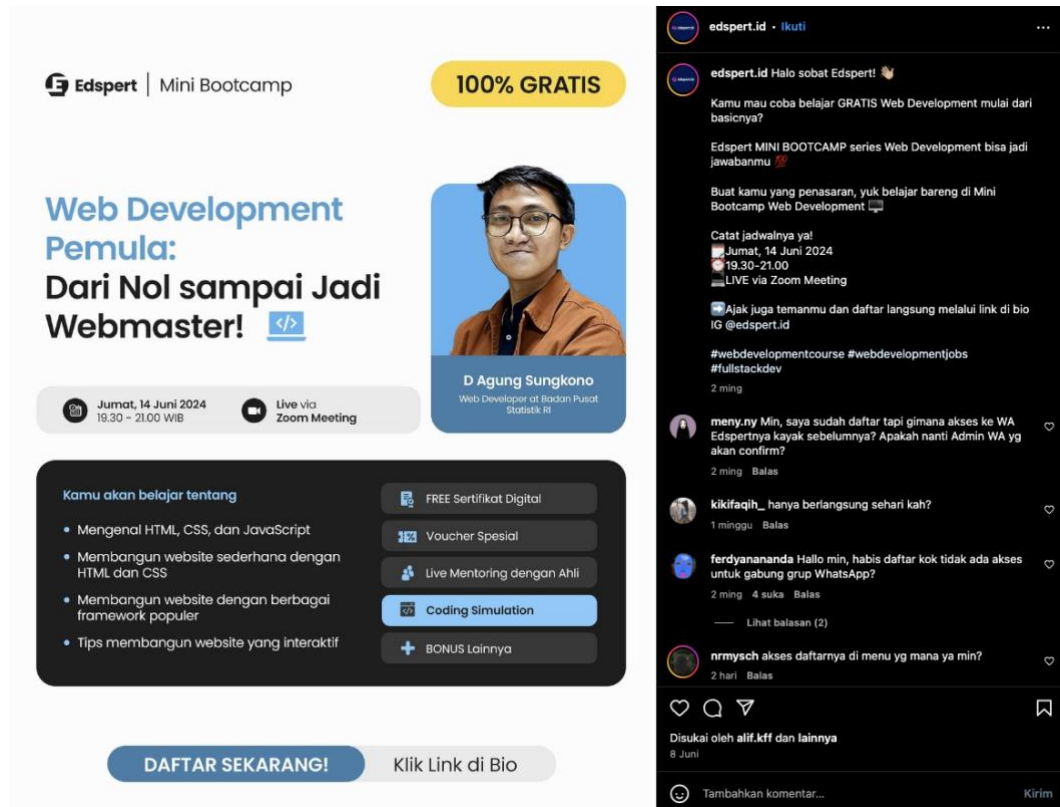 Edspert | Mini Bootcamp
100% GRATIS
Web Development
Pemula:
Dari Nol sampai Jadi
Webmaster!
</>
D Agung Sungkono
Web Developer at Badan Pusat
Statistik RI
Jumat, 14 Juni 2024
19.30 - 21.00 WIB
Live via
Zoom Meeting
Kamu akan belajar tentang
• Mengenal HTML, CSS, dan JavaScript
• Membangun website sederhana dengan
HTML dan CSS
• Membangun website dengan berbagai
framework populer
• Tips membangun website yang interaktif
FREE Sertifikat Digital
Voucher Spesial
Live Mentoring dengan Ahli
Coding Simulation
BONUS Lainnya
DAFTAR SEKARANG!
Klik Link di Bio
edspert.id • Ikuti
edspert.id Halo sobat Edspert! 👋🏼
Kamu mau coba belajar GRATIS Web Development mulai dari
basicnya?
Edspert MINI BOOTCAMP series Web Development bisa jadi
jawabanmu 💯
Buat kamu yang penasaran, yuk belajar bareng di Mini
Bootcamp Web Development 🖥️
Catat jadwalnya ya!
🗓️Jumat, 14 Juni 2024
⏰19.30-21.00
💻LIVE via Zoom Meeting
➡️Ajak juga temanmu dan daftar langsung melalui link di bio
IG @edspert.id
#webdevelopmentcourse #webdevelopmentjobs
#fullstackdev
2 ming
meny.ny Min, saya sudah daftar tapi gimana akses ke WA
Edspertnya kayak sebelumnya? Apakah nanti Admin WA yg
akan confirm?
2 ming Balas
kikifaqih_ hanya berlangsung sehari kah?
1 minggu Balas
ferdyanananda Hallo min, habis daftar kok tidak ada akses
untuk gabung grup WhatsApp?
2 ming 4 suka Balas
Lihat balasan (2)
nrmysch akses daftarnya di menu yg mana ya min?
2 hari Balas
Disukai oleh alif.kff dan lainnya
8 Juni
Tambahkan komentar...
Kirim